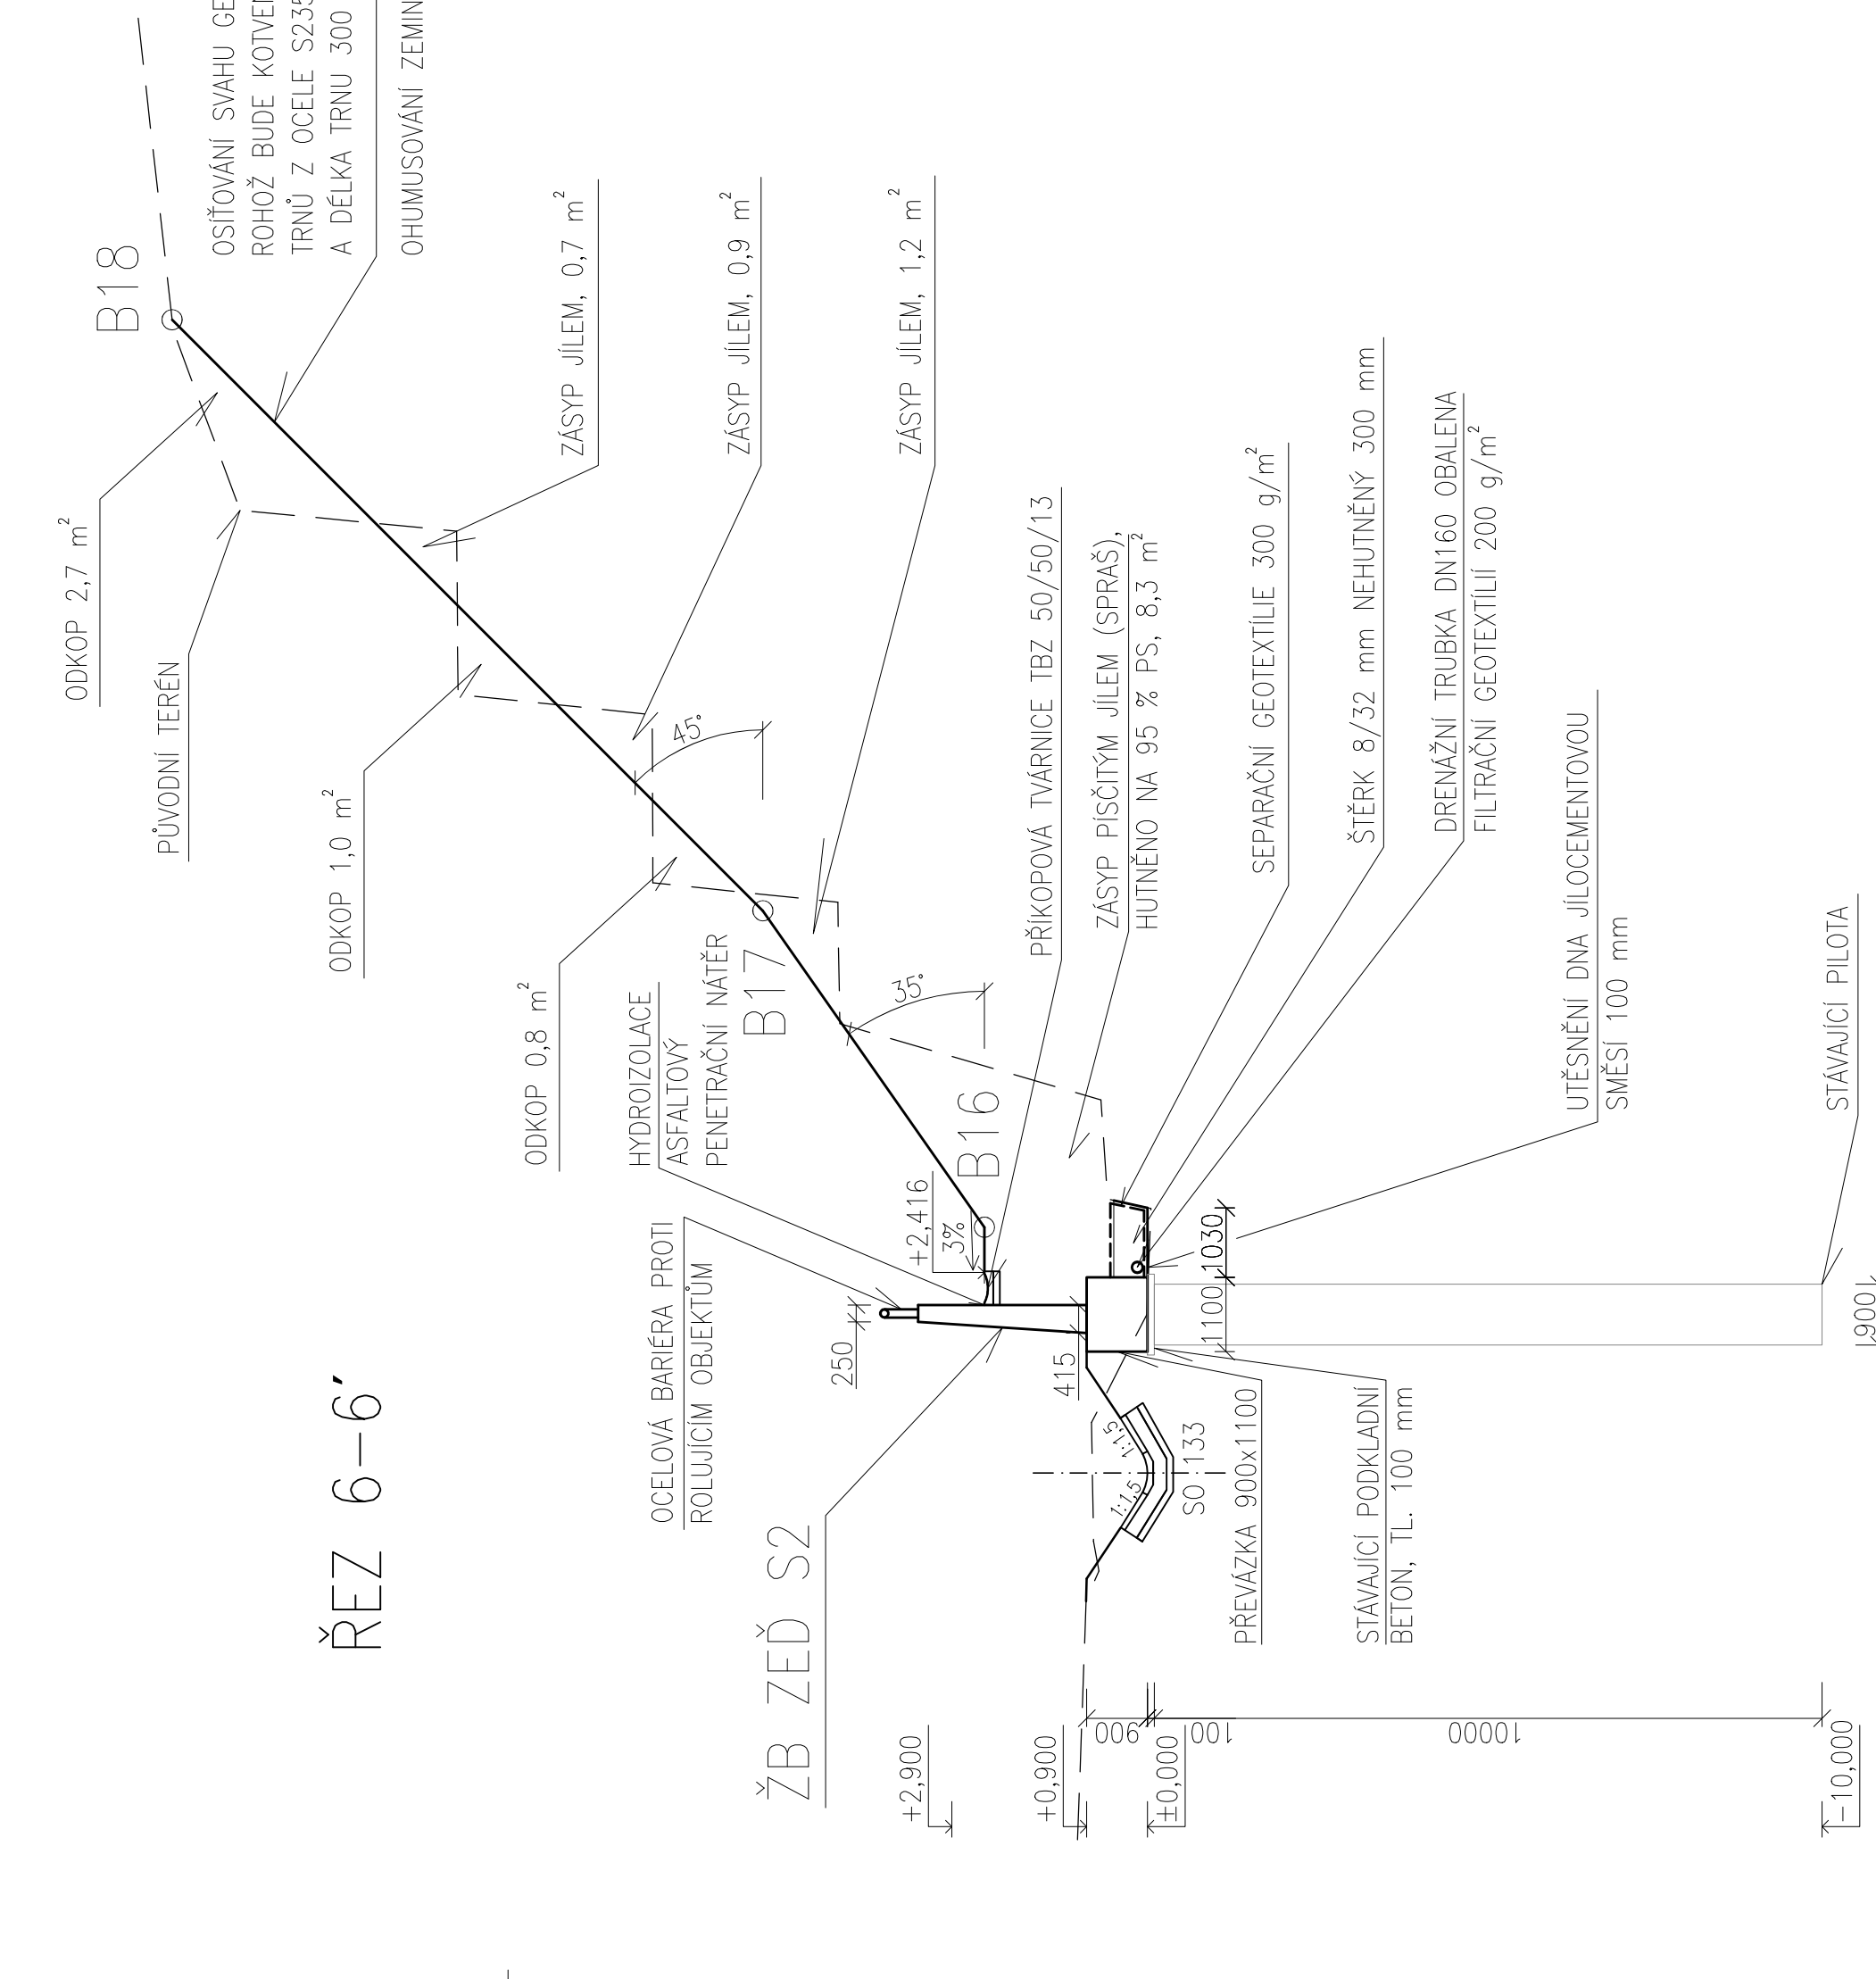 ŘEZ 6-6'
B18
OSÍŤOVÁNÍ SVAHU GE
ROHOŽ BUDE KOTVEN
TRNŮ Z OCELE S235
A DÉLKA TRNU 300
OHUMUSOVÁNÍ ZEMIN
ODKOP 2,7 m²
PŮVODNÍ TERÉN
ODKOP 1,0 m²
ODKOP 0,8 m²
ZÁSYP JÍLEM, 0,7 m²
ZÁSYP JÍLEM, 0,9 m²
ZÁSYP JÍLEM, 1,2 m²
45°
B17
35°
B16
HYDROIZOLACE
ASFALTOVÝ
PENETRAČNÍ NÁTĚR
OCELOVÁ BARIÉRA PROTI
ROLUJÍCÍM OBJEKTŮM
ŽB ZEĎ S2
+2,416
3%
250
415
PŘÍKOPOVÁ TVÁRNICE TBZ 50/50/13
ZÁSYP PÍSČITÝM JÍLEM (SPRAŠ),
HUTNĚNO NA 95 % PS, 8,3 m²
SEPARAČNÍ GEOTEXTÍLIE 300 g/m²
ŠTĚRK 8/32 mm NEHUTNĚNÝ 300 mm
DRENÁŽNÍ TRUBKA DN160 OBALENA
FILTRAČNÍ GEOTEXTÍLIÍ 200 g/m²
UTĚSNĚNÍ DNA JÍLOCEMENTOVOU
SMĚSÍ 100 mm
STÁVAJÍCÍ PILOTA
1100
1030
900
1:1,5
1:1,5
SO 133
PŘEVÁZKA 900x1100
STÁVAJÍCÍ PODKLADNÍ
BETON, TL. 100 mm
900
100
10000
+2,900
+0,900
±0,000
-10,000